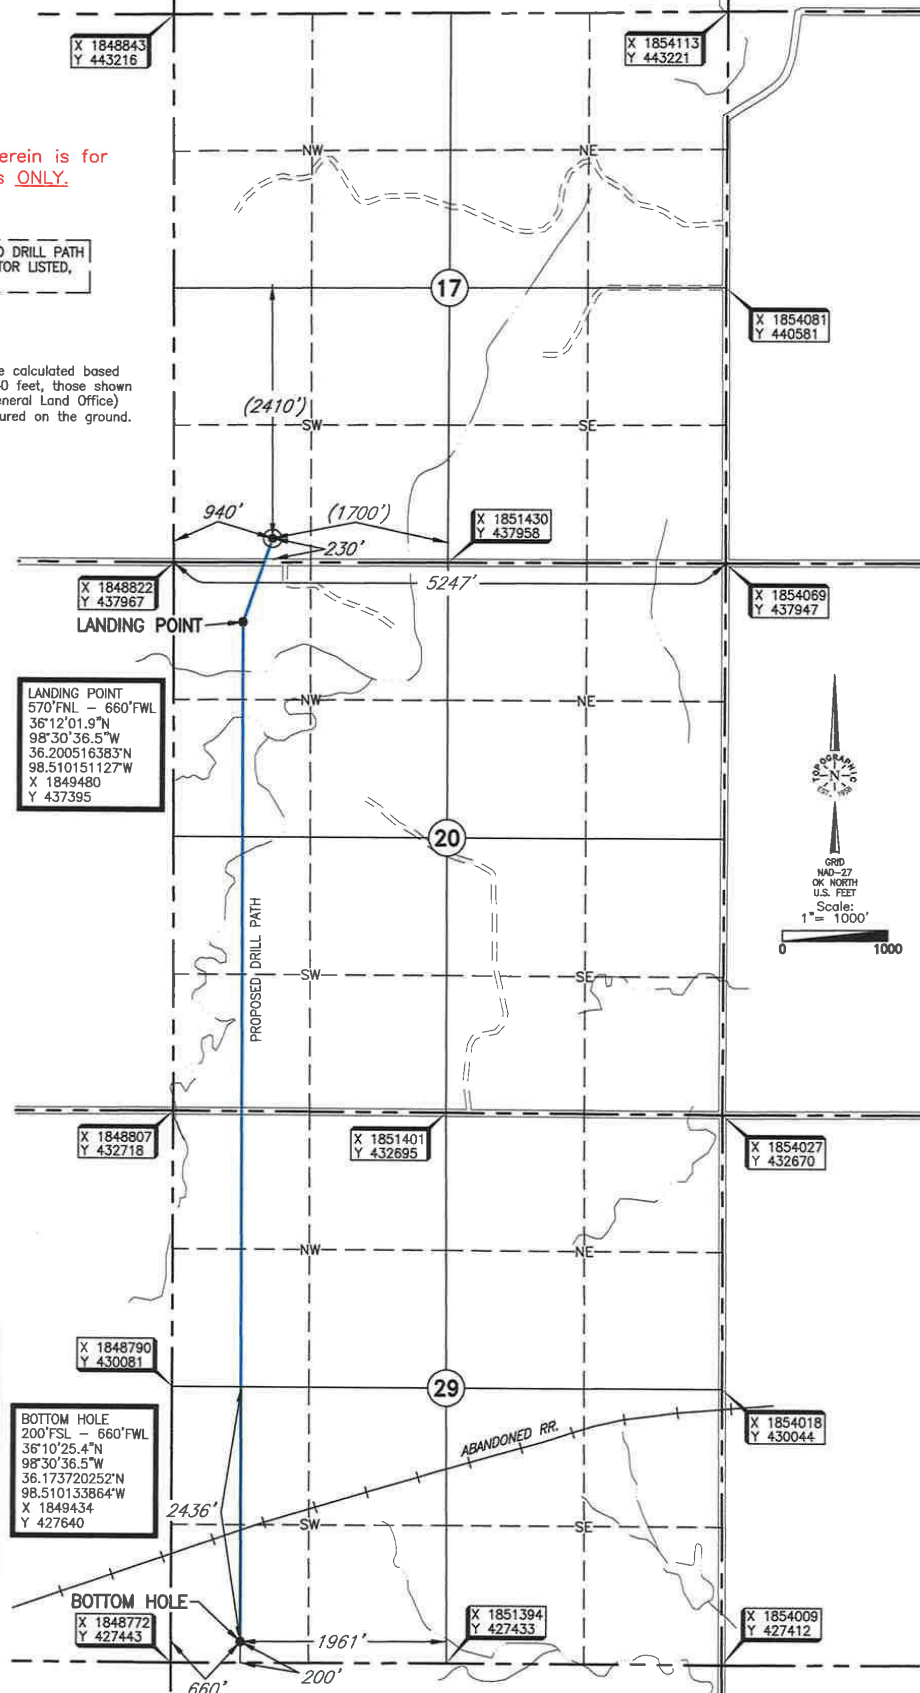 X 1848843
Y 443216
X 1854113
Y 443221
NW
NE
erein is for
s ONLY.
D DRILL PATH
TOR LISTED,
17
X 1854081
Y 440581
e calculated based
0 feet, those shown
eneral Land Office)
ured on the ground.
(2410')
SW
SE
940'
(1700')
X 1851430
Y 437958
230'
X 1848822
Y 437967
5247'
X 1854069
Y 437947
LANDING POINT
LANDING POINT
570'FNL - 660'FWL
36°12'01.9"N
98°30'36.5"W
36.200516383°N
98.510151127°W
X 1849480
Y 437395
NW
NE
TOPOGRAPHIC
N
EST. 1958
20
GRID
NAD-27
OK NORTH
U.S. FEET
Scale:
1"= 1000'
0 1000
PROPOSED DRILL PATH
SW
SE
X 1848807
Y 432718
X 1851401
Y 432695
X 1854027
Y 432670
NW
NE
X 1848790
Y 430081
29
BOTTOM HOLE
200'FSL - 660'FWL
36°10'25.4"N
98°30'36.5"W
36.173720252°N
98.510133864°W
X 1849434
Y 427640
ABANDONED RR.
X 1854018
Y 430044
2436'
SW
SE
BOTTOM HOLE
X 1848772
Y 427443
1961'
X 1851394
Y 427433
X 1854009
Y 427412
200'
660'